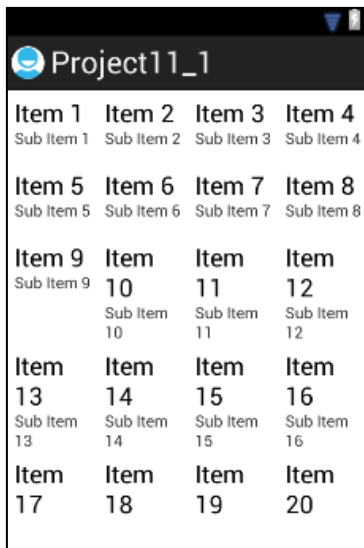 Project11_1
Item 1 Item 2 Item 3 Item 4
Sub Item 1 Sub Item 2 Sub Item 3 Sub Item 4
Item 5 Item 6 Item 7 Item 8
Sub Item 5 Sub Item 6 Sub Item 7 Sub Item 8
Item 9 Item Item Item
Sub Item 9 10 11 12
Sub Item Sub Item Sub Item
10 11 12
Item Item Item Item
13 14 15 16
Sub Item Sub Item Sub Item Sub Item
13 14 15 16
Item Item Item Item
17 18 19 20